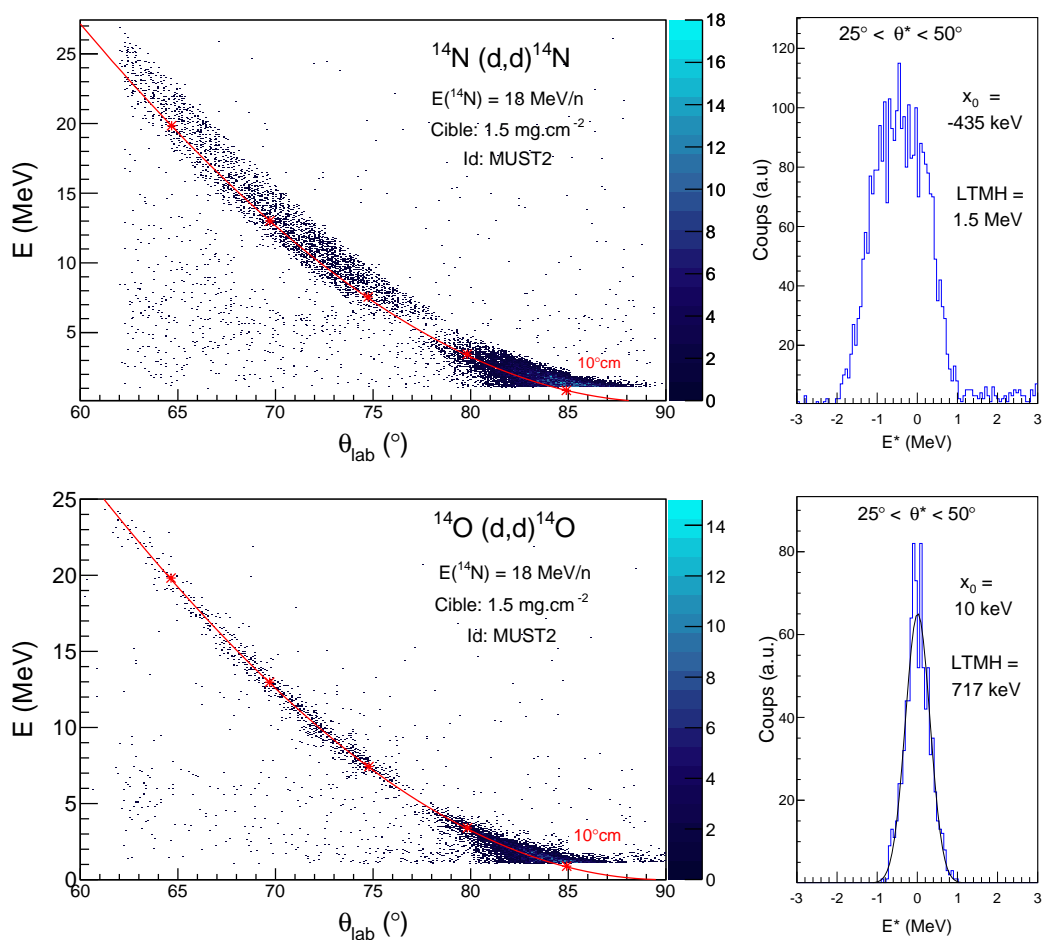 ¹⁴N (d,d)¹⁴N
E(¹⁴N) = 18 MeV/n
Cible: 1.5 mg.cm⁻²
Id: MUST2
10°cm
E (MeV)
25
20
15
10
5
60 65 70 75 80 85 90
θlab (°)
18
16
14
12
10
8
6
4
2
0
25° < θ* < 50°
x₀ =
-435 keV
LTMH =
1.5 MeV
Coups (a.u)
120
100
80
60
40
20
-3 -2 -1 0 1 2 3
E* (MeV)
¹⁴O (d,d)¹⁴O
E(¹⁴N) = 18 MeV/n
Cible: 1.5 mg.cm⁻²
Id: MUST2
10°cm
E (MeV)
25
20
15
10
5
0
60 65 70 75 80 85 90
θlab (°)
14
12
10
8
6
4
2
0
25° < θ* < 50°
x₀ =
10 keV
LTMH =
717 keV
Coups (a.u.)
80
60
40
20
-3 -2 -1 0 1 2 3
E* (MeV)